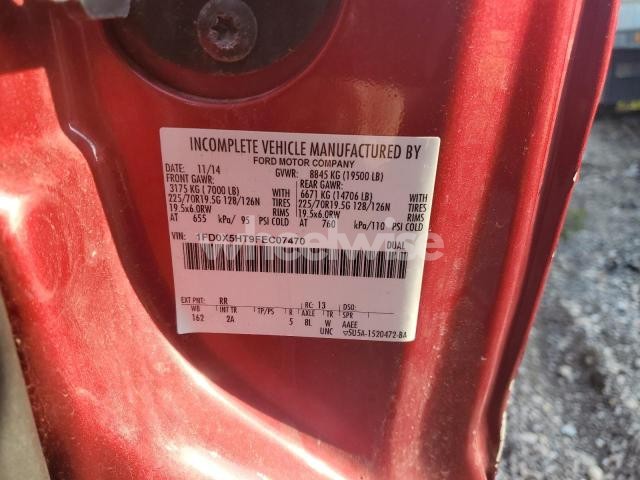 INCOMPLETE VEHICLE MANUFACTURED BY
FORD MOTOR COMPANY
DATE: 11/14 GVWR: 8845 KG (19500 LB)
FRONT GAWR: REAR GAWR:
3175 KG ( 7000 LB) WITH 6671 KG (14706 LB) WITH
225/70R19.5G 128/126N TIRES 225/70R19.5G 128/126N TIRES
19.5x6.0RW RIMS 19.5x6.0RW RIMS
AT 655 kPa/ 95 PSI COLD AT 760 kPa/110 PSI COLD
VIN: 1FD0X5HT9FEC07470 DUAL
wheelwise
EXT PNT: RR RC: 13 DSO:
WB INT TR TP/PS R AXLE TR SPR
162 2A 5 8L W AAEE
UNC ▽5U5A-1520472-BA